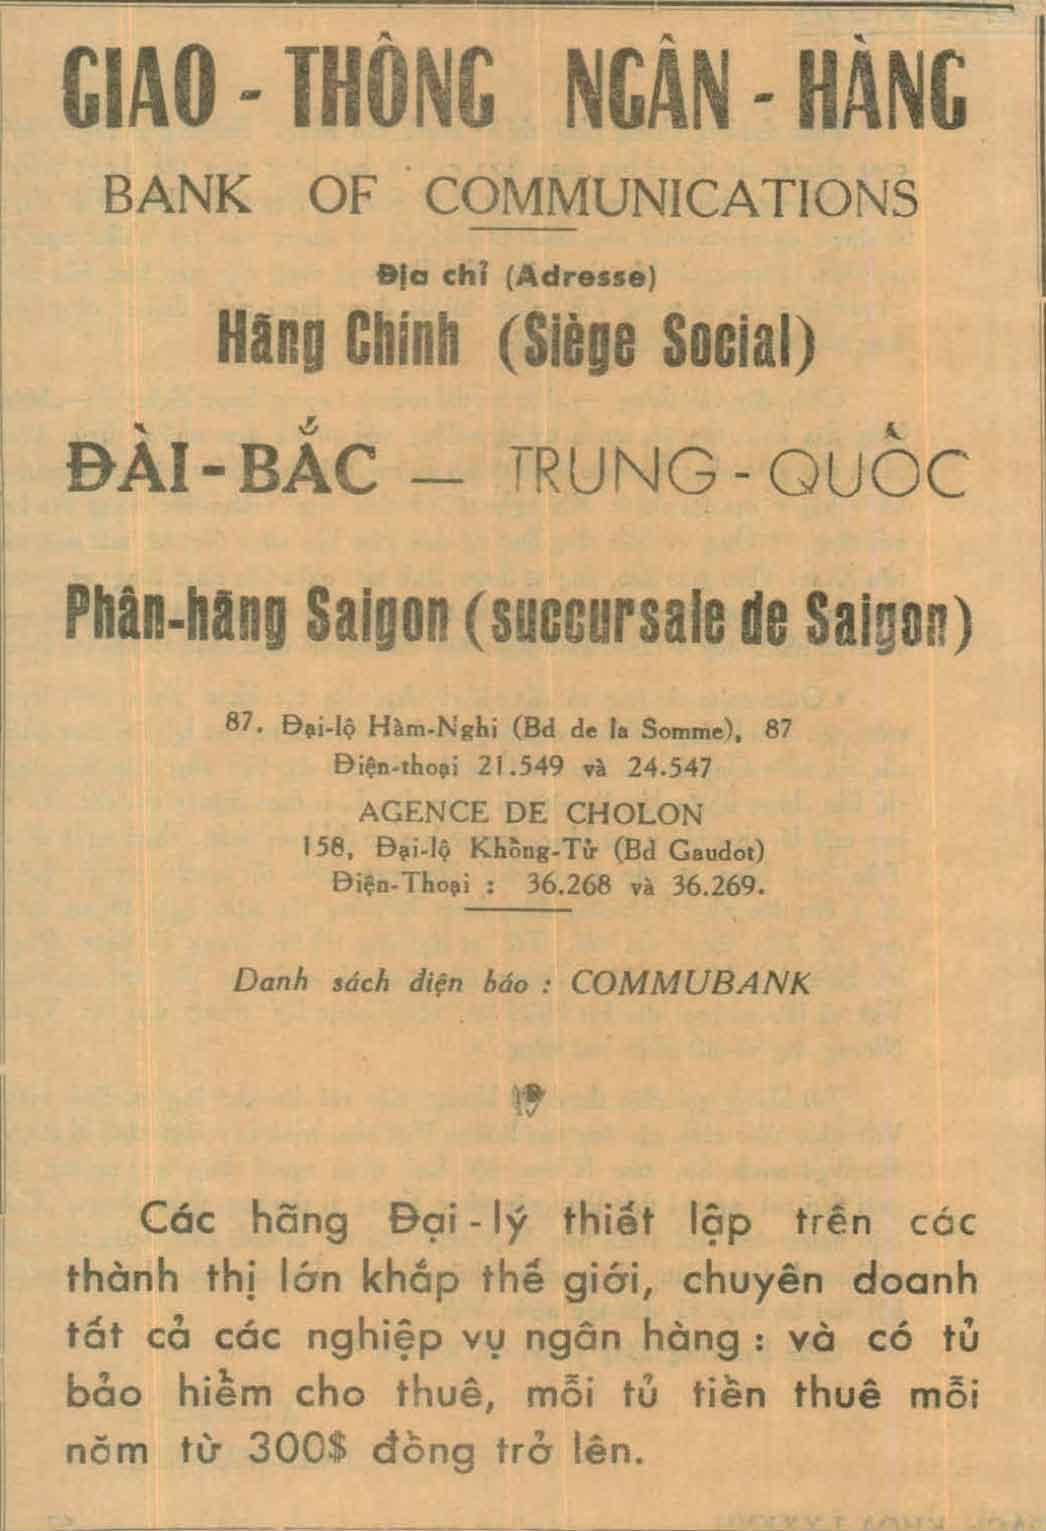 GIAO - THÔNG NGÂN - HÀNG
BANK OF COMMUNICATIONS
Địa chỉ (Adresse)
Hãng Chính (Siège Social)
ĐÀI - BẮC — TRUNG - QUỐC
Phân-hãng Saigon (succursale de Saigon)
87, Đại-lộ Hàm-Nghi (Bd de la Somme), 87
Điện-thoại 21.549 và 24.547
AGENCE DE CHOLON
158, Đại-lộ Khổng-Tử (Bd Gaudot)
Điện-Thoại : 36.268 và 36.269.
Danh sách điện báo : COMMUBANK
Các hãng Đại - lý thiết lập trên các
thành thị lớn khắp thế giới, chuyên doanh
tất cả các nghiệp vụ ngân hàng : và có tủ
bảo hiểm cho thuê, mỗi tủ tiền thuê mỗi
năm từ 300$ đồng trở lên.